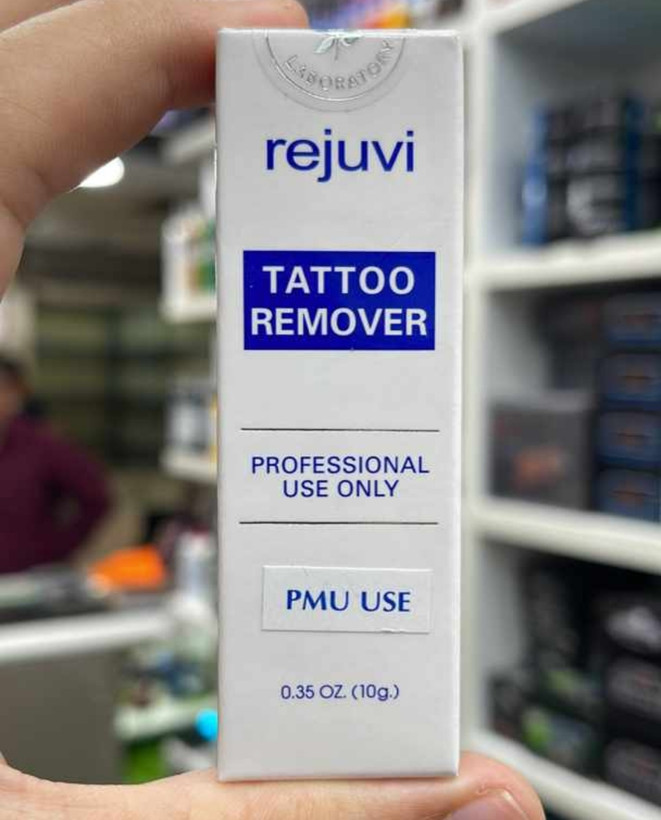 LABORATORY
rejuvi
TATTOO
REMOVER
PROFESSIONAL
USE ONLY
PMU USE
0.35 OZ. (10g.)